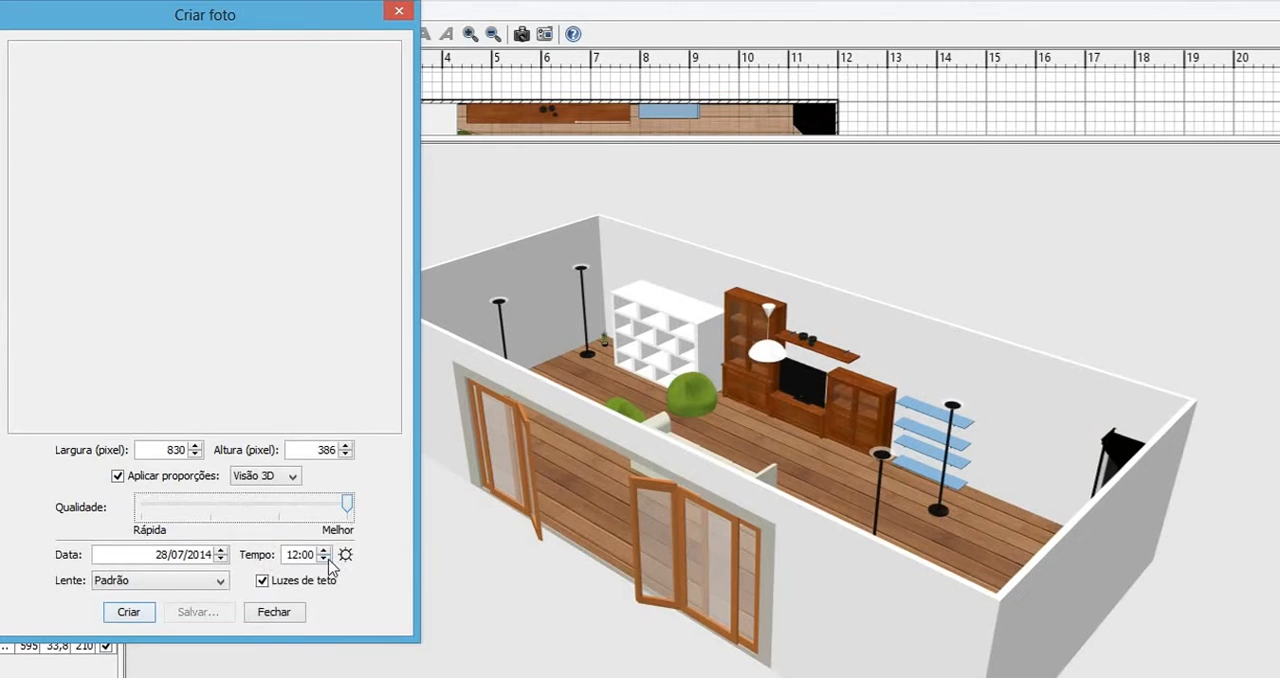 Criar foto
4 5 6 7 8 9 10 11 12 13 14 15 16 17 18 19 20
Largura (pixel): 830 Altura (pixel): 386
Aplicar proporções: Visão 3D
Qualidade:
Rápida Melhor
Data: 28/07/2014 Tempo: 12:00
Lente: Padrão Luzes de teto
Criar Salvar... Fechar
.. 595 33,8 210